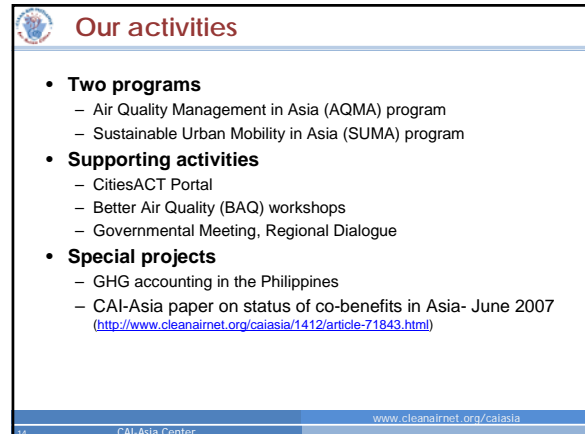 Our activities
• Two programs
– Air Quality Management in Asia (AQMA) program
– Sustainable Urban Mobility in Asia (SUMA) program
• Supporting activities
– CitiesACT Portal
– Better Air Quality (BAQ) workshops
– Governmental Meeting, Regional Dialogue
• Special projects
– GHG accounting in the Philippines
– CAI-Asia paper on status of co-benefits in Asia- June 2007
(http://www.cleanairnet.org/caiasia/1412/article-71843.html)
www.cleanairnet.org/caiasia
14 CAI-Asia Center